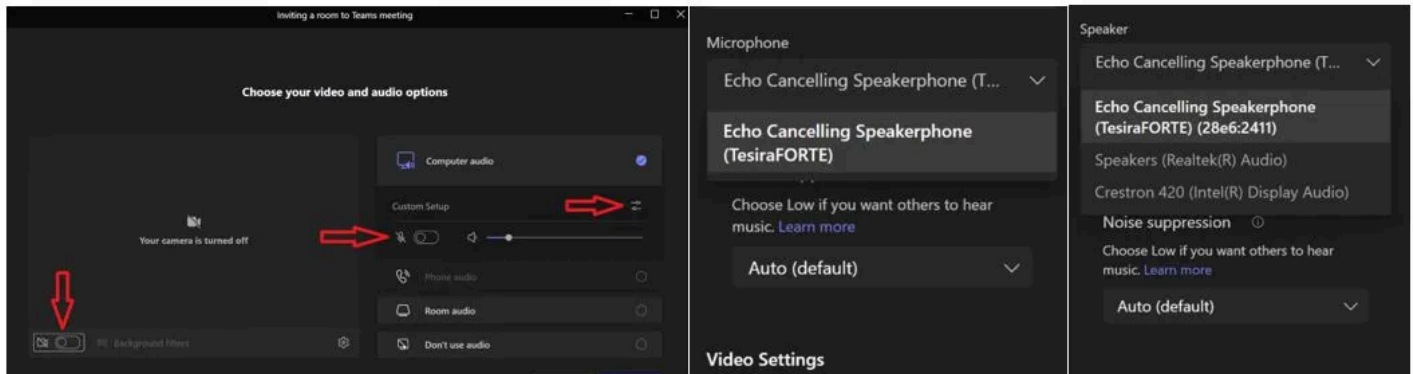 Inviting a room to Teams meeting
Choose your video and audio options
Your camera is turned off
Background filters
Computer audio
Custom Setup
Phone audio
Room audio
Don't use audio
Microphone
Echo Cancelling Speakerphone (T...
Echo Cancelling Speakerphone
(TesiraFORTE)
Choose Low if you want others to hear
music. Learn more
Auto (default)
Video Settings
Speaker
Echo Cancelling Speakerphone (T...
Echo Cancelling Speakerphone
(TesiraFORTE) (28e6:2411)
Speakers (Realtek(R) Audio)
Crestron 420 (Intel(R) Display Audio)
Noise suppression
Choose Low if you want others to hear
music. Learn more
Auto (default)